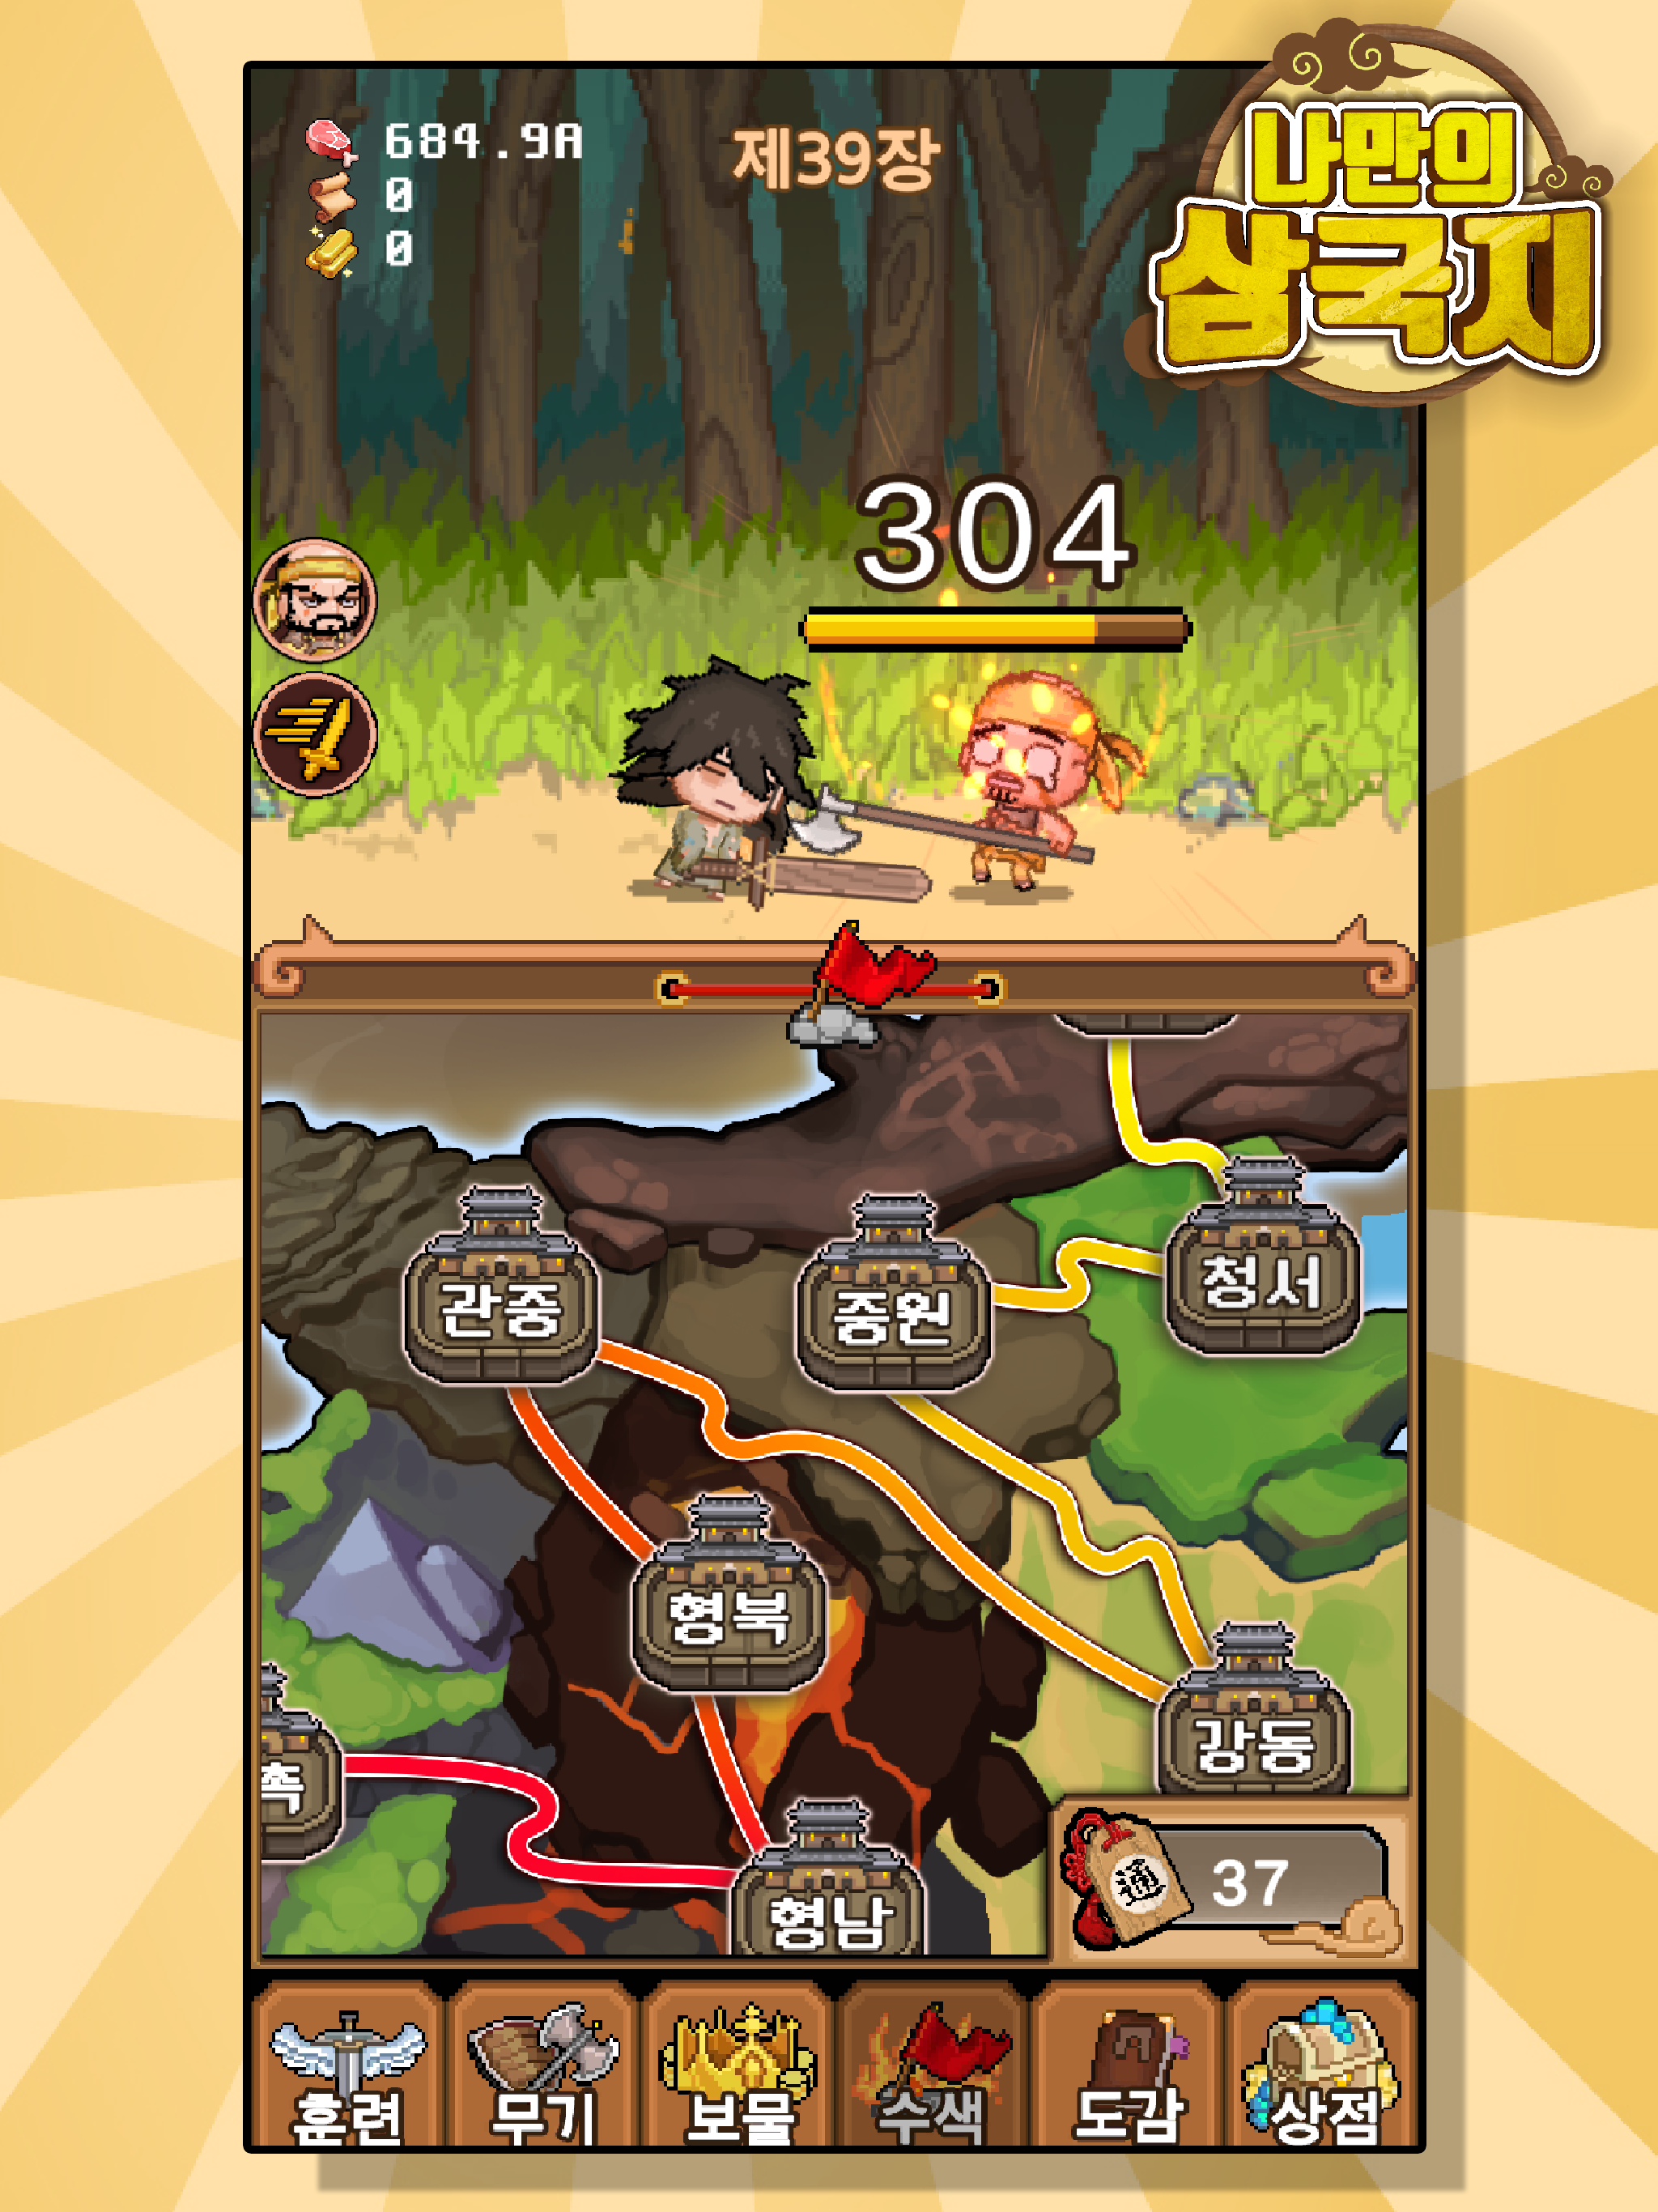 684.9A
0
0
제39장
나만의
삼국지
304
관중
중원
청서
형북
강동
촉
형남
通
37
훈련
무기
보물
수색
도감
상점